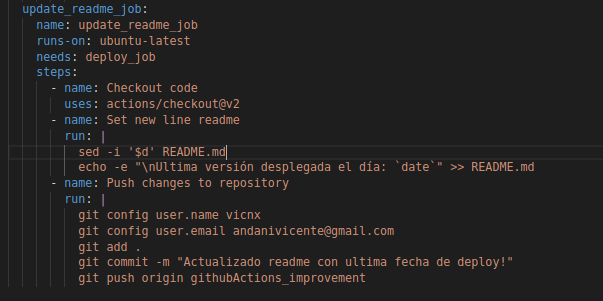 update_readme_job:
name: update_readme_job
runs-on: ubuntu-latest
needs: deploy_job
steps:
- name: Checkout code
uses: actions/checkout@v2
- name: Set new line readme
run: |
sed -i '$d' README.md
echo -e "\nUltima versión desplegada el día: `date`" >> README.md
- name: Push changes to repository
run: |
git config user.name vicnx
git config user.email andanivicente@gmail.com
git add .
git commit -m "Actualizado readme con ultima fecha de deploy!"
git push origin githubActions_improvement